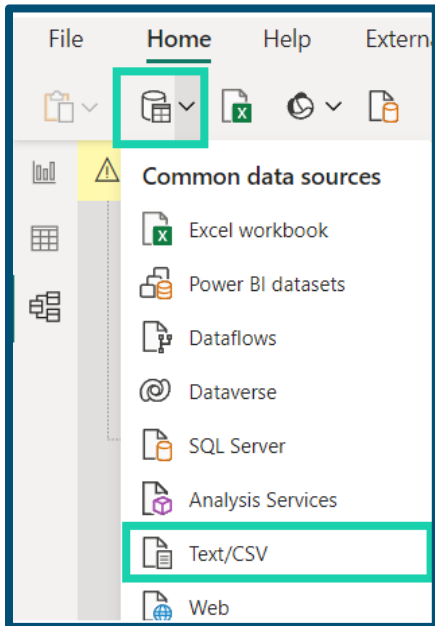 File Home Help Extern
Common data sources
Excel workbook
Power BI datasets
Dataflows
Dataverse
SQL Server
Analysis Services
Text/CSV
Web